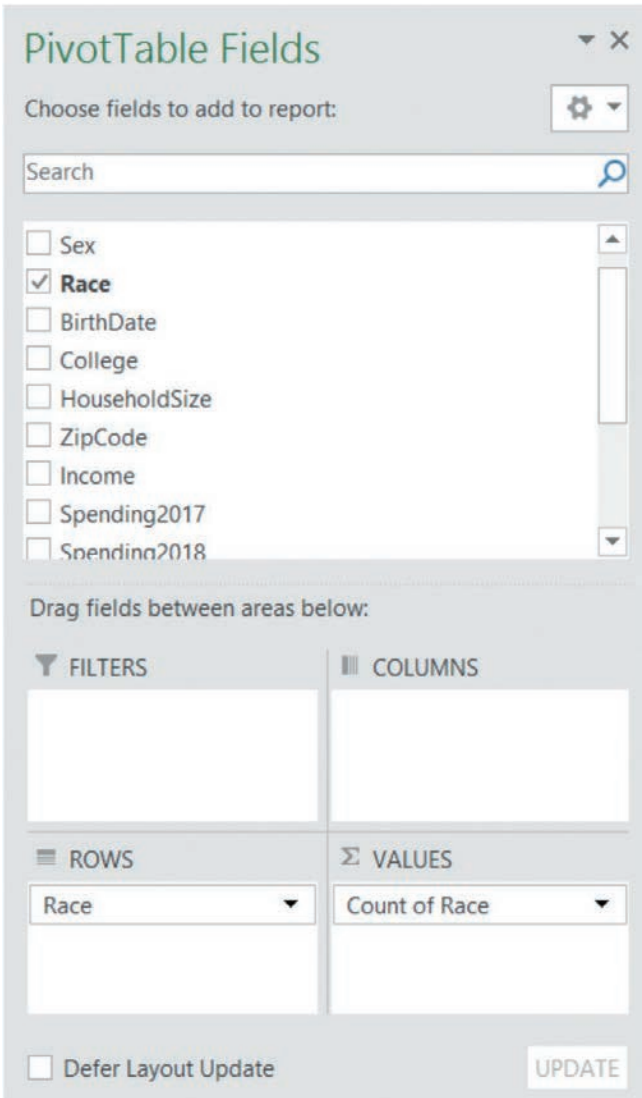 PivotTable Fields
Choose fields to add to report:
Search
Sex
Race
BirthDate
College
HouseholdSize
ZipCode
Income
Spending2017
Spending2018
Drag fields between areas below:
FILTERS
COLUMNS
ROWS
Σ VALUES
Race
Count of Race
Defer Layout Update
UPDATE